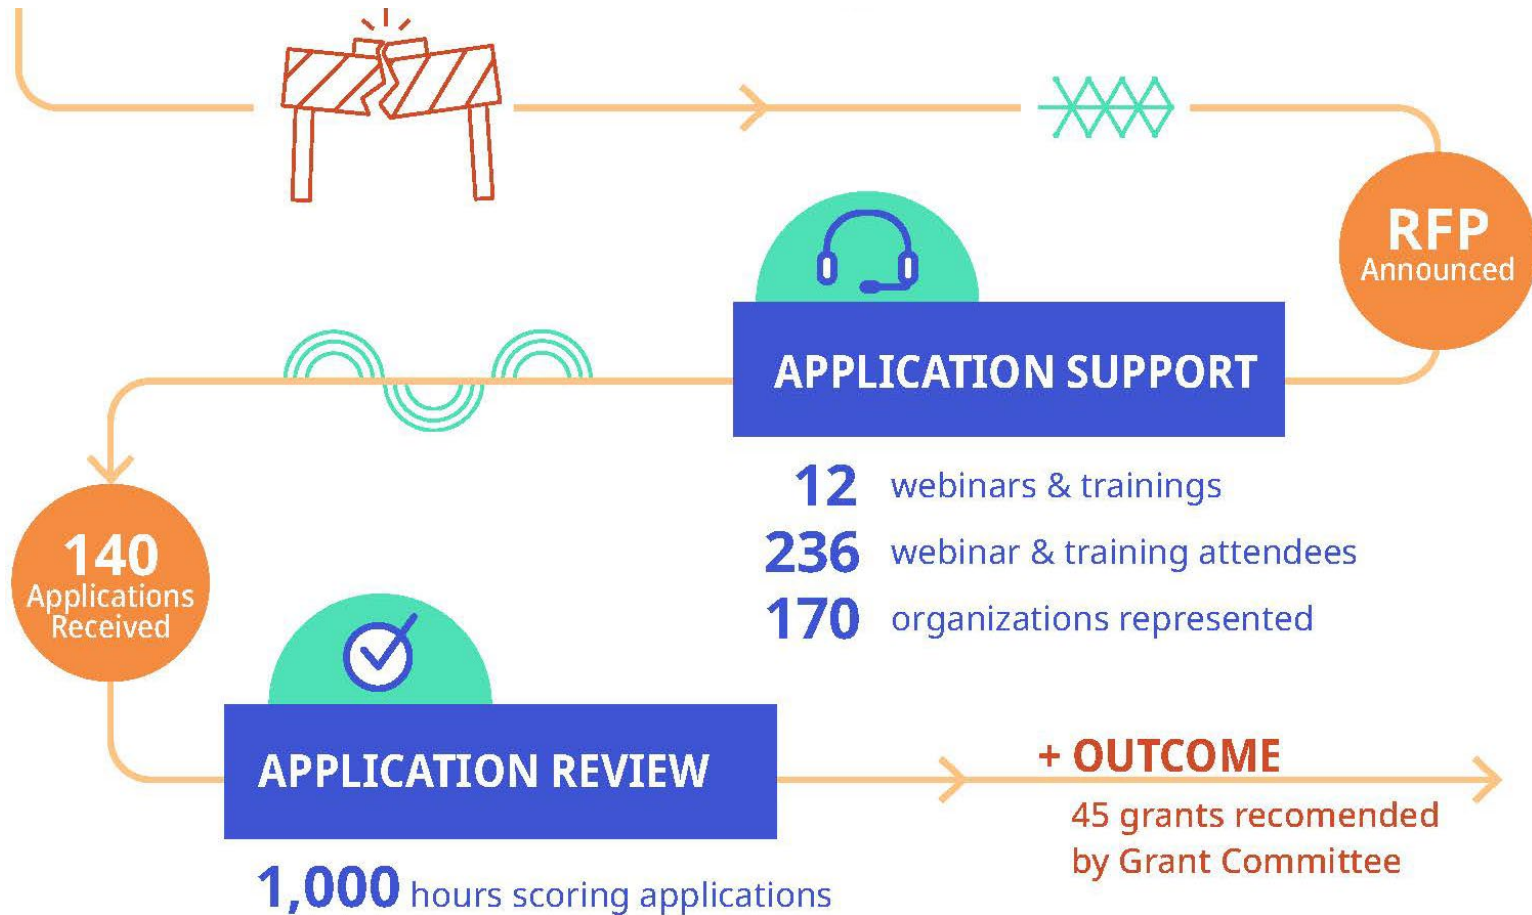 RFP
Announced
APPLICATION SUPPORT
12 webinars & trainings
236 webinar & training attendees
170 organizations represented
140
Applications
Received
APPLICATION REVIEW
1,000 hours scoring applications
+ OUTCOME
45 grants recomended
by Grant Committee